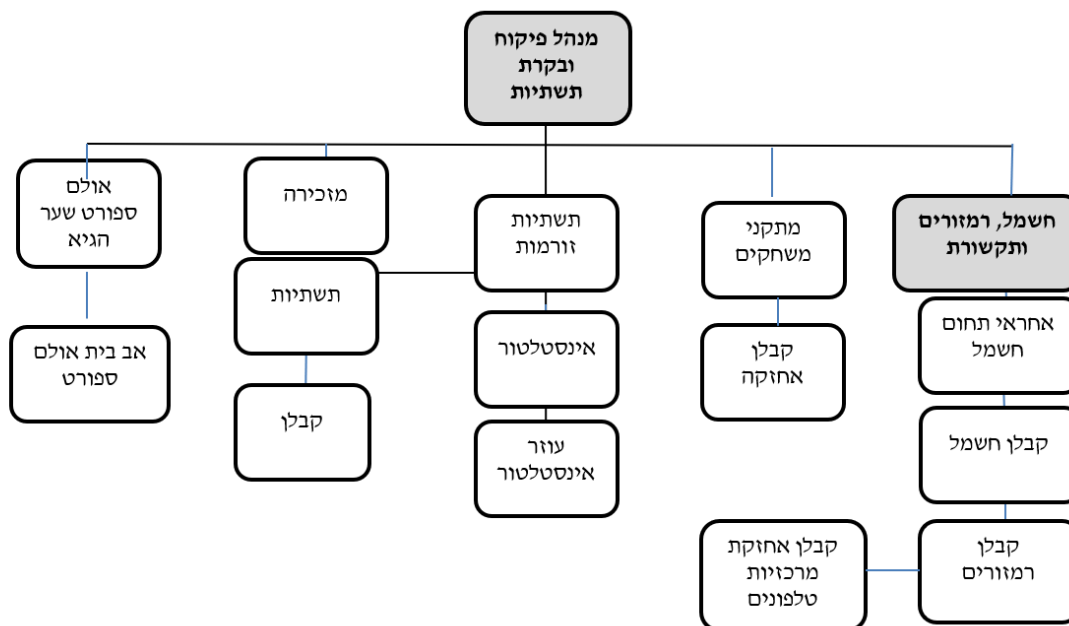 מנהל פיקוח
ובקרת
תשתיות
חשמל, רמזורים
ותקשורת
אחראי תחום
חשמל
קבלן חשמל
קבלן
רמזורים
קבלן אחזקת
מרכזיות
טלפונים
מתקני
משחקים
קבלן
אחזקה
תשתיות
זורמות
אינסטלטור
עוזר
אינסטלטור
מזכירה
תשתיות
קבלן
אולם
ספורט שער
הגיא
אב בית אולם
ספורט